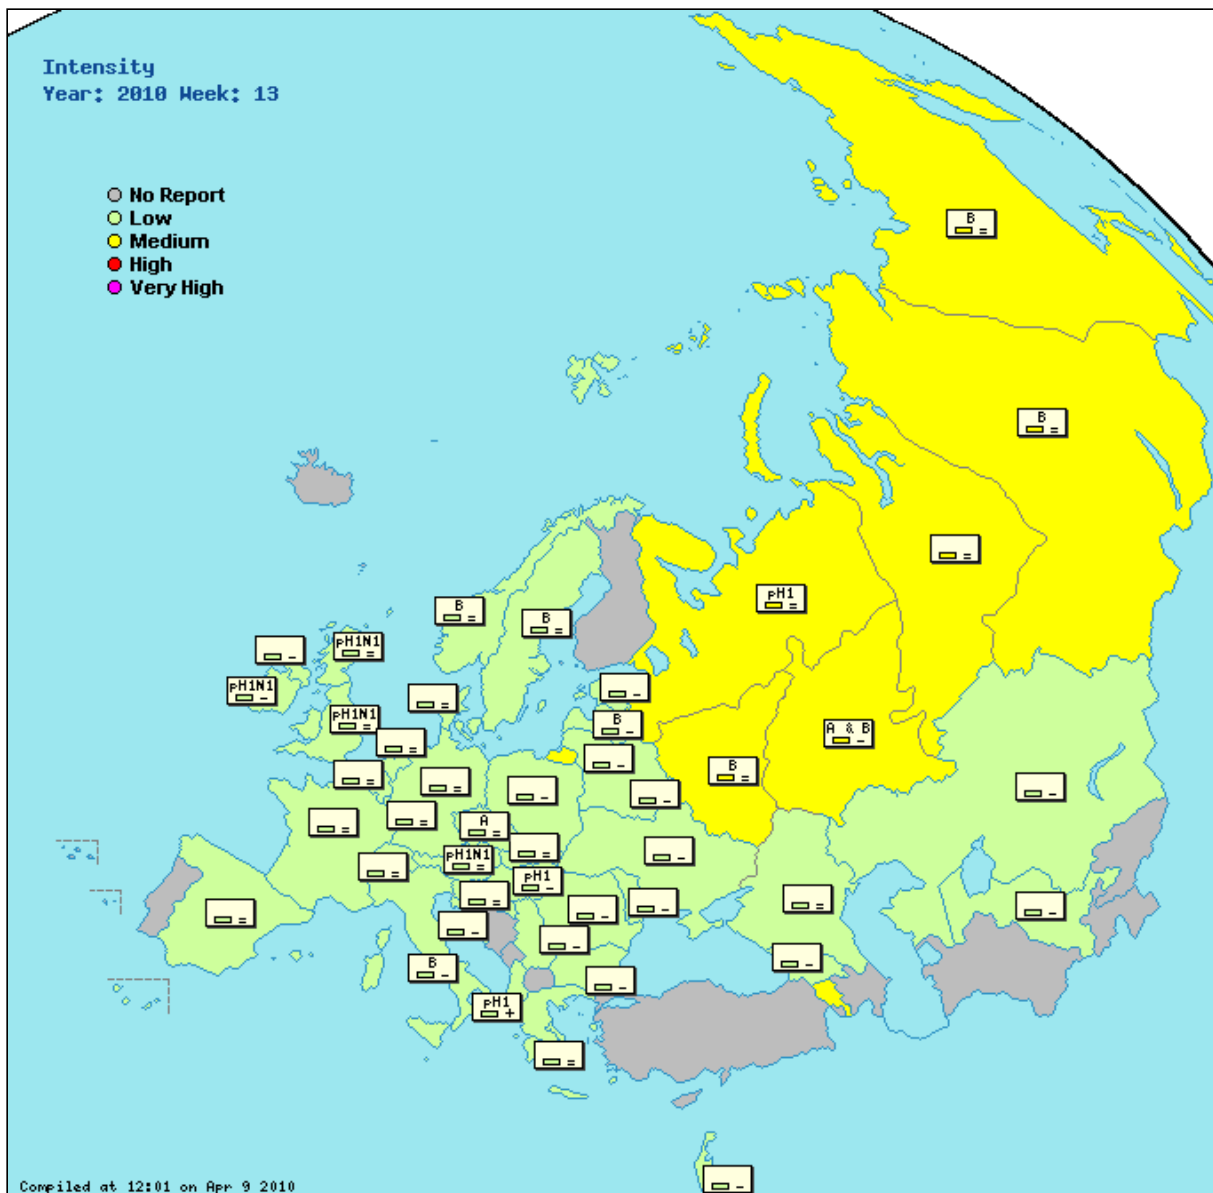 Intensity
Year: 2010 Week: 13
No Report
Low
Medium
High
Very High
B
=
B
=
=
pH1
=
B
=
B
=
pH1N1
=
-
pH1N1
-
=
-
pH1N1
=
B
-
A & B
-
=
-
B
=
=
=
-
-
-
=
A
=
=
=
-
pH1N1
=
=
pH1
-
=
=
-
-
=
-
-
-
-
B
-
-
pH1
+
=
-
Compiled at 12:01 on Apr 9 2010